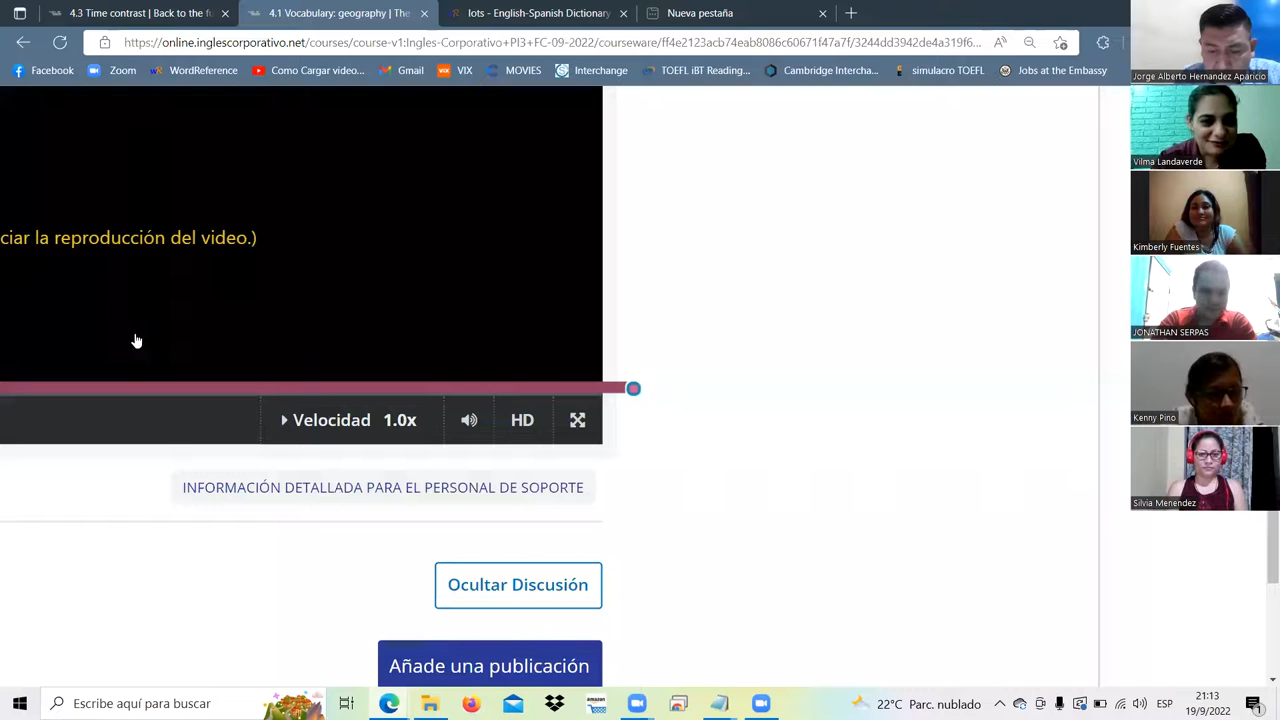 4.3 Time contrast | Back to the fu
4.1 Vocabulary: geography | The
lots - English-Spanish Dictionary
Nueva pestaña
https://online.inglescorporativo.net/courses/course-v1:Ingles-Corporativo+PI3+FC-09-2022/courseware/ff4e2123acb74eab8086c60671f47a7f/3244dd3942de4a319f6...
Facebook
Zoom
WordReference
Como Cargar video...
Gmail
VIX
MOVIES
Interchange
TOEFL iBT Reading...
Cambridge Intercha...
simulacro TOEFL
Jobs at the Embassy
Jorge Alberto Hernandez Aparicio
Vilma Landaverde
Kimberly Fuentes
JONATHAN SERPAS
Kenny Pino
Silvia Menendez
ciar la reproducción del video.)
Velocidad 1.0x
HD
INFORMACIÓN DETALLADA PARA EL PERSONAL DE SOPORTE
Ocultar Discusión
Añade una publicación
Escribe aquí para buscar
22°C Parc. nublado
ESP
21:13
19/9/2022
1